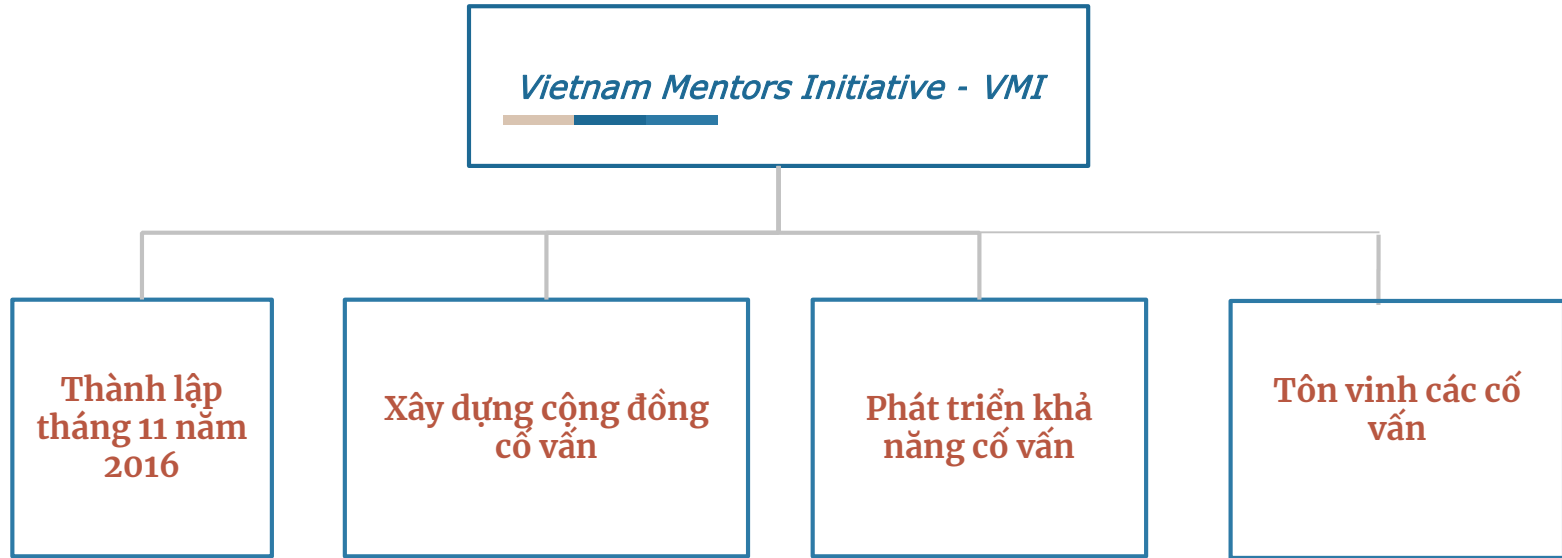 Vietnam Mentors Initiative - VMI
Thành lập
tháng 11 năm
2016
Xây dựng cộng đồng
cố vấn
Phát triển khả
năng cố vấn
Tôn vinh các cố
vấn